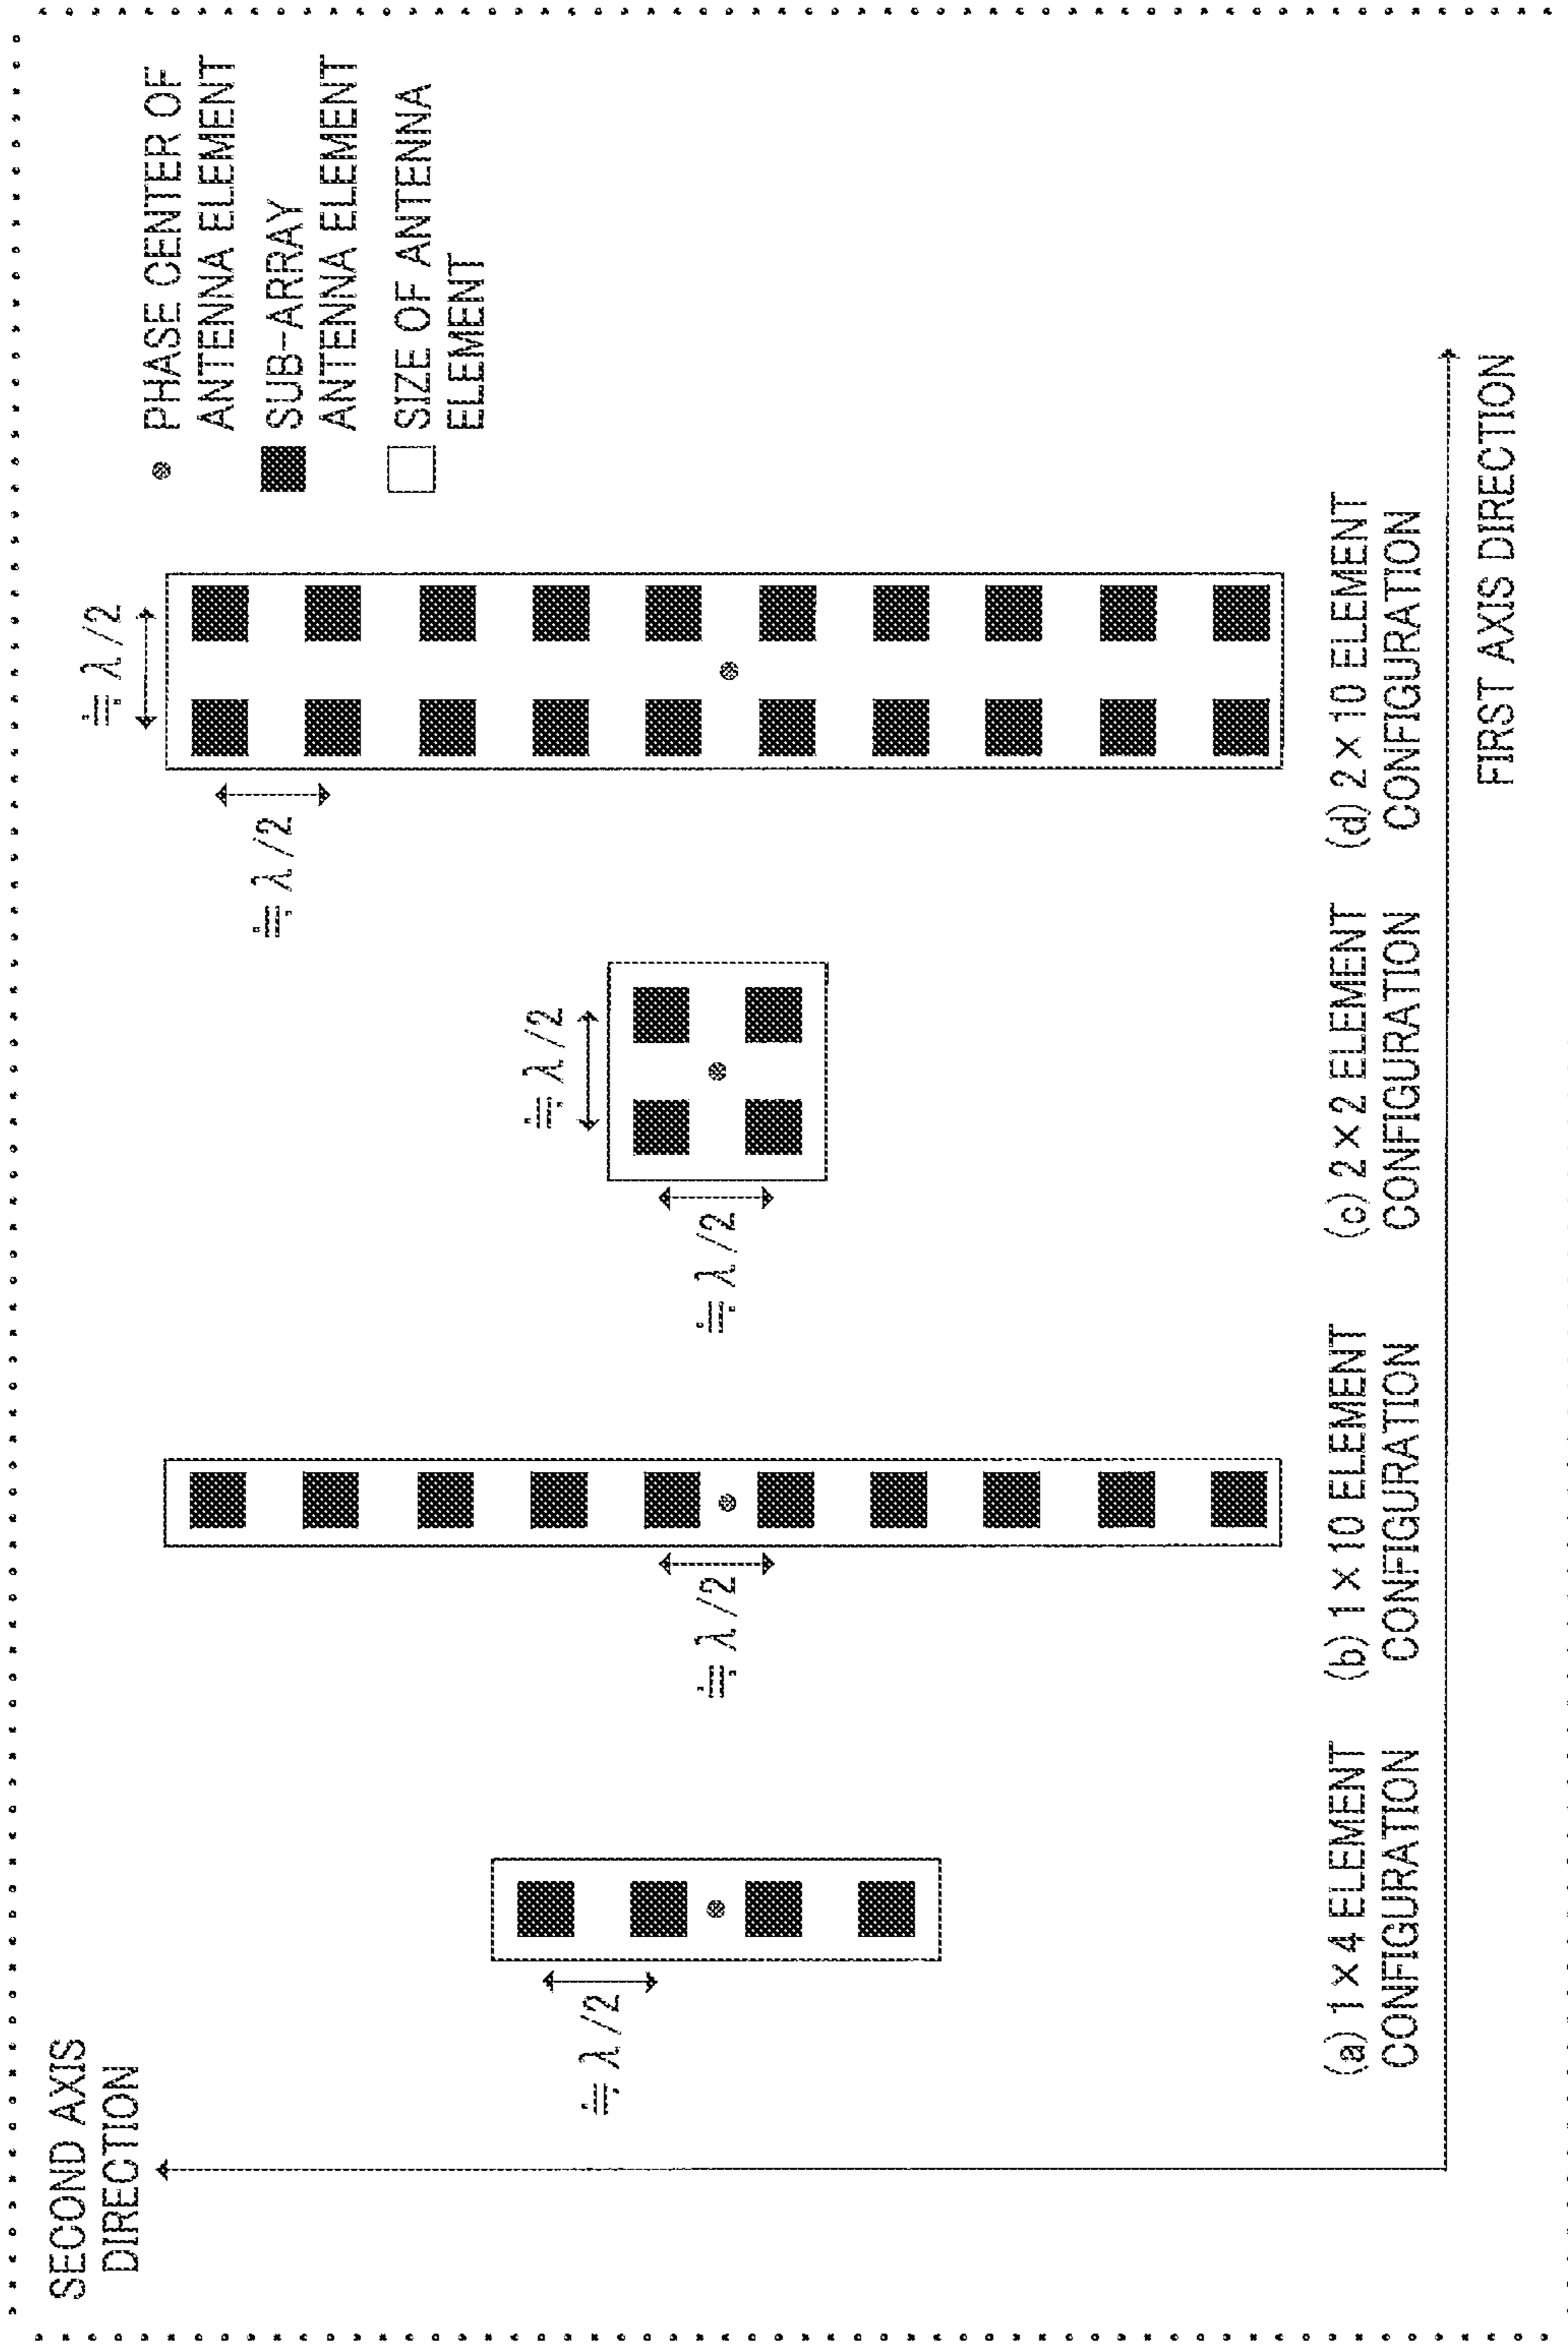 SECOND AXIS
DIRECTION
PHASE CENTER OF
ANTENNA ELEMENT
SUB-ARRAY
ANTENNA ELEMENT
SIZE OF ANTENNA
ELEMENT
≒ λ/2
≒ λ/2
≒ λ/2
≒ λ/2
≒ λ/2
≒ λ/2
(a) 1×4 ELEMENT
CONFIGURATION
(b) 1×10 ELEMENT
CONFIGURATION
(c) 2×2 ELEMENT
CONFIGURATION
(d) 2×10 ELEMENT
CONFIGURATION
FIRST AXIS DIRECTION